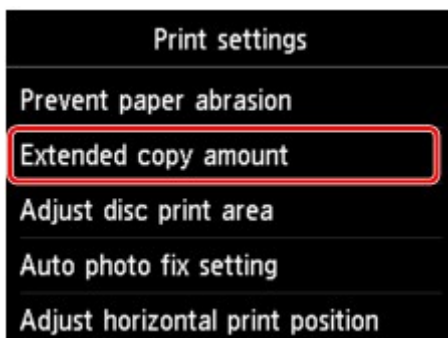 Print settings
Prevent paper abrasion
Extended copy amount
Adjust disc print area
Auto photo fix setting
Adjust horizontal print position